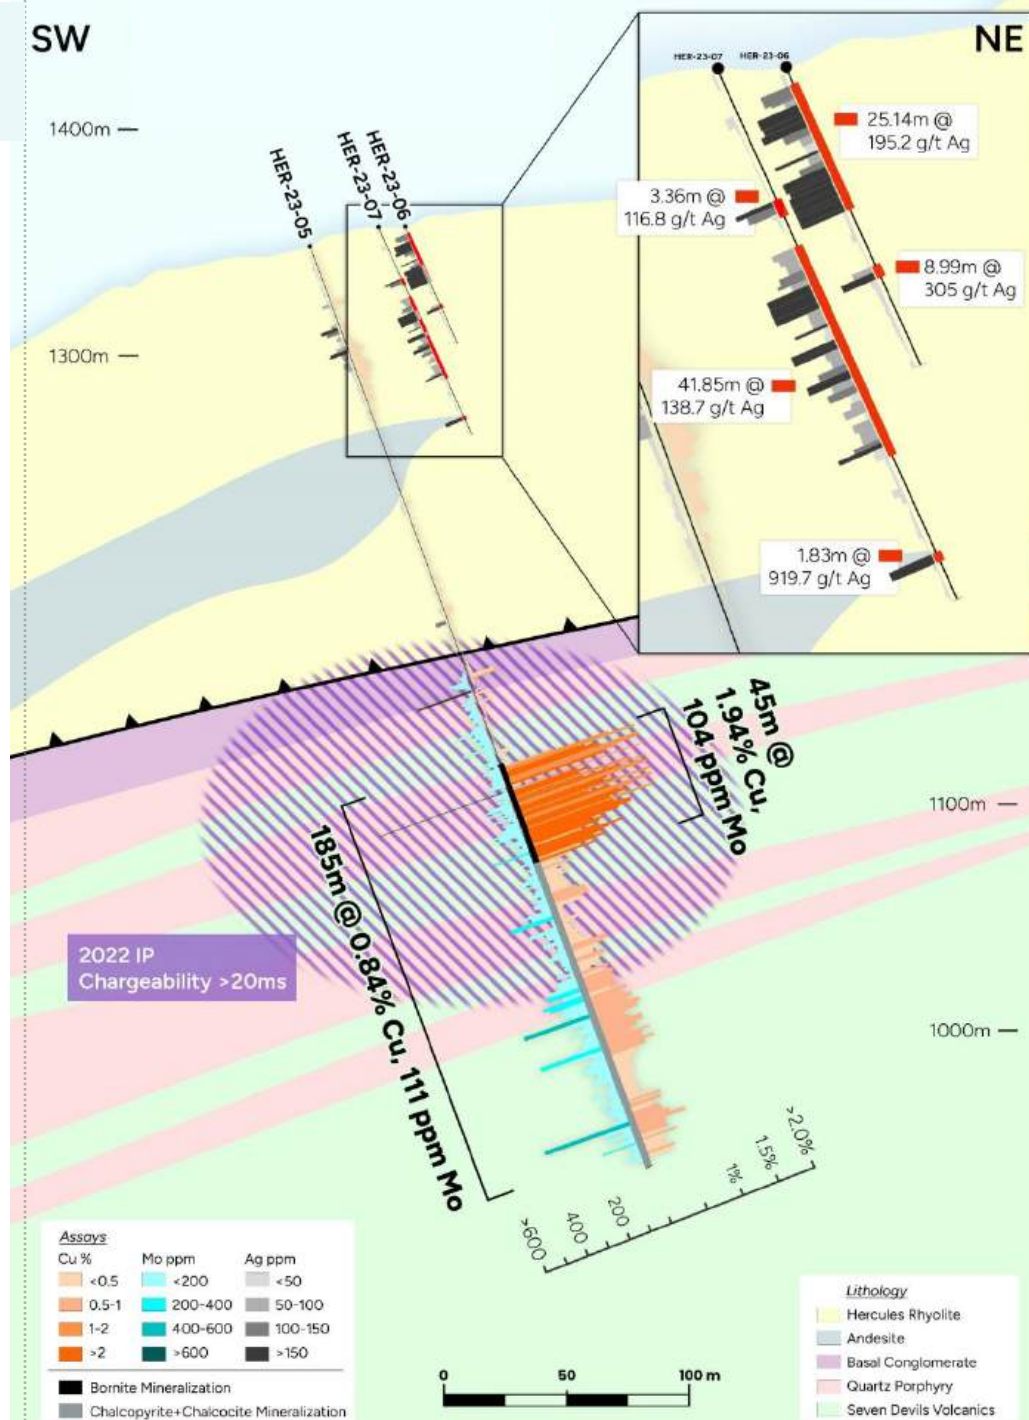 SW
NE
1400m
1300m
1100m
1000m
HER-23-05
HER-23-07
HER-23-06
HER-23-07
HER-23-06
25.14m @
195.2 g/t Ag
3.36m @
116.8 g/t Ag
8.99m @
305 g/t Ag
41.85m @
138.7 g/t Ag
1.83m @
919.7 g/t Ag
45m @
1.94% Cu,
104 ppm Mo
185m @ 0.84% Cu, 111 ppm Mo
2022 IP
Chargeability >20ms
>600
400
200
1%
1.5%
>2.0%
Assays
Cu %
Mo ppm
Ag ppm
<0.5
<200
<50
0.5-1
200-400
50-100
1-2
400-600
100-150
>2
>600
>150
Bornite Mineralization
Chalcopyrite+Chalcocite Mineralization
0
50
100 m
Lithology
Hercules Rhyolite
Andesite
Basal Conglomerate
Quartz Porphyry
Seven Devils Volcanics